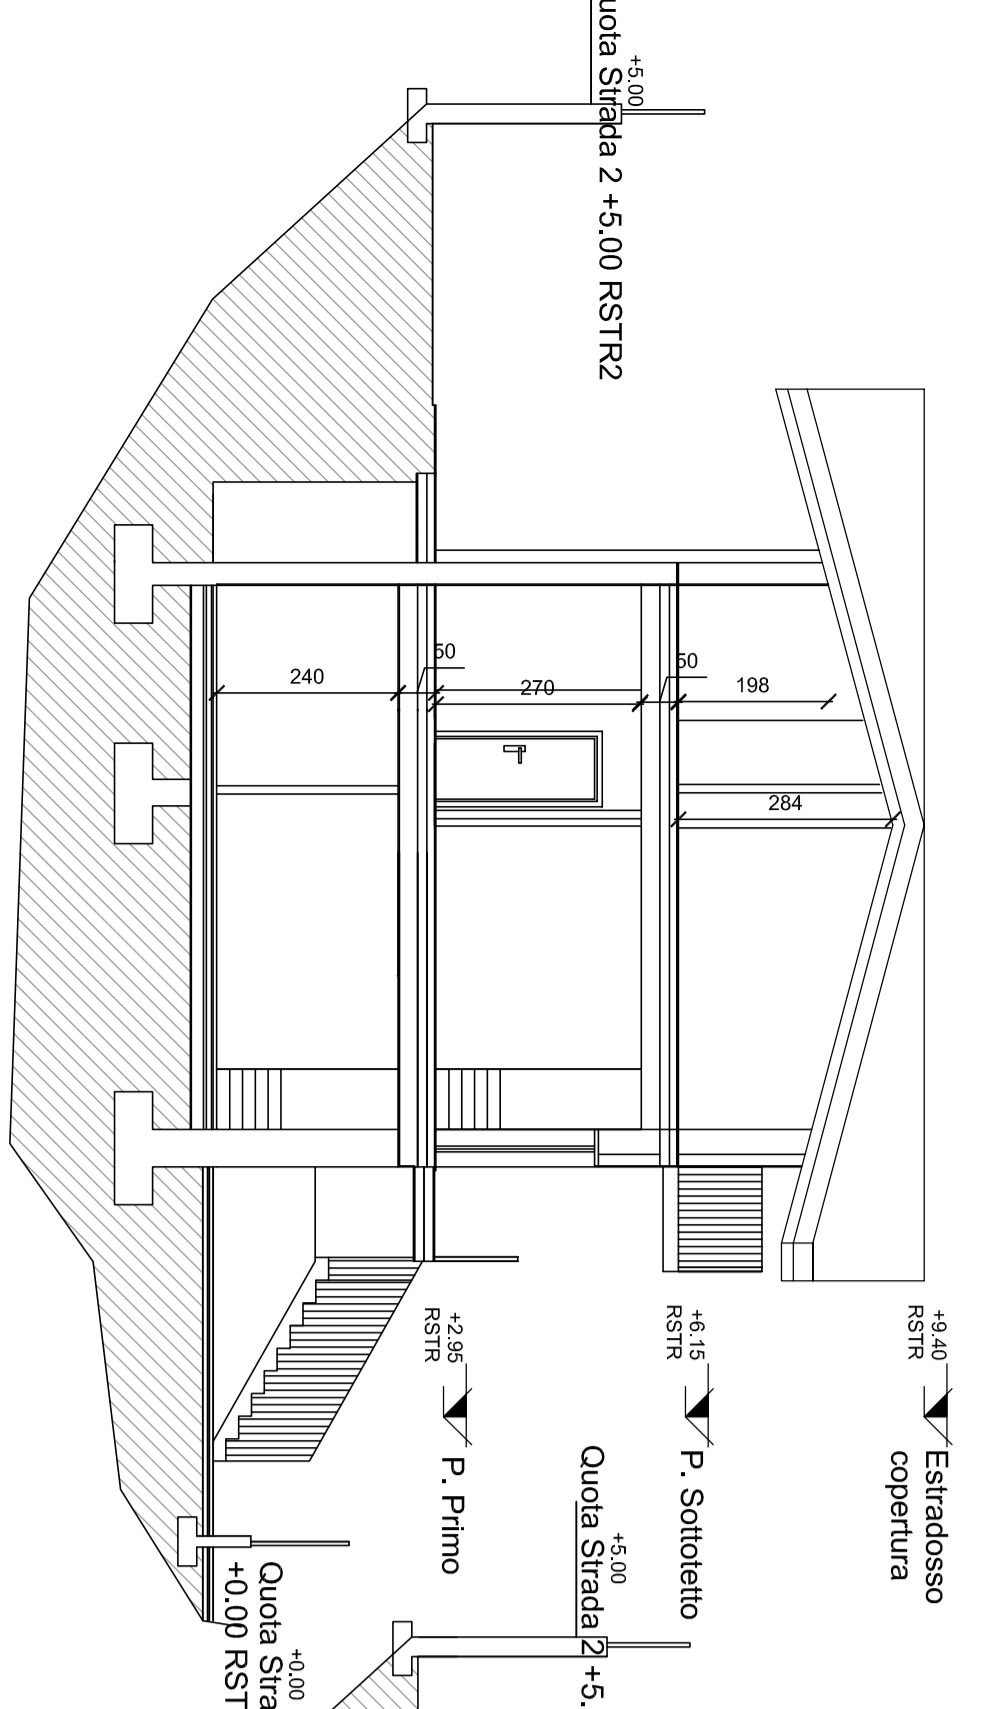 +5.00
uota Strada 2 +5.00 RSTR2
240
50
270
50
198
284
+9.40
RSTR
Estradosso
copertura
+6.15
RSTR
P. Sottotetto
+2.95
RSTR
P. Primo
+5.00
Quota Strada 2 +5.
+0.00
Quota Stra
+0.00 RST